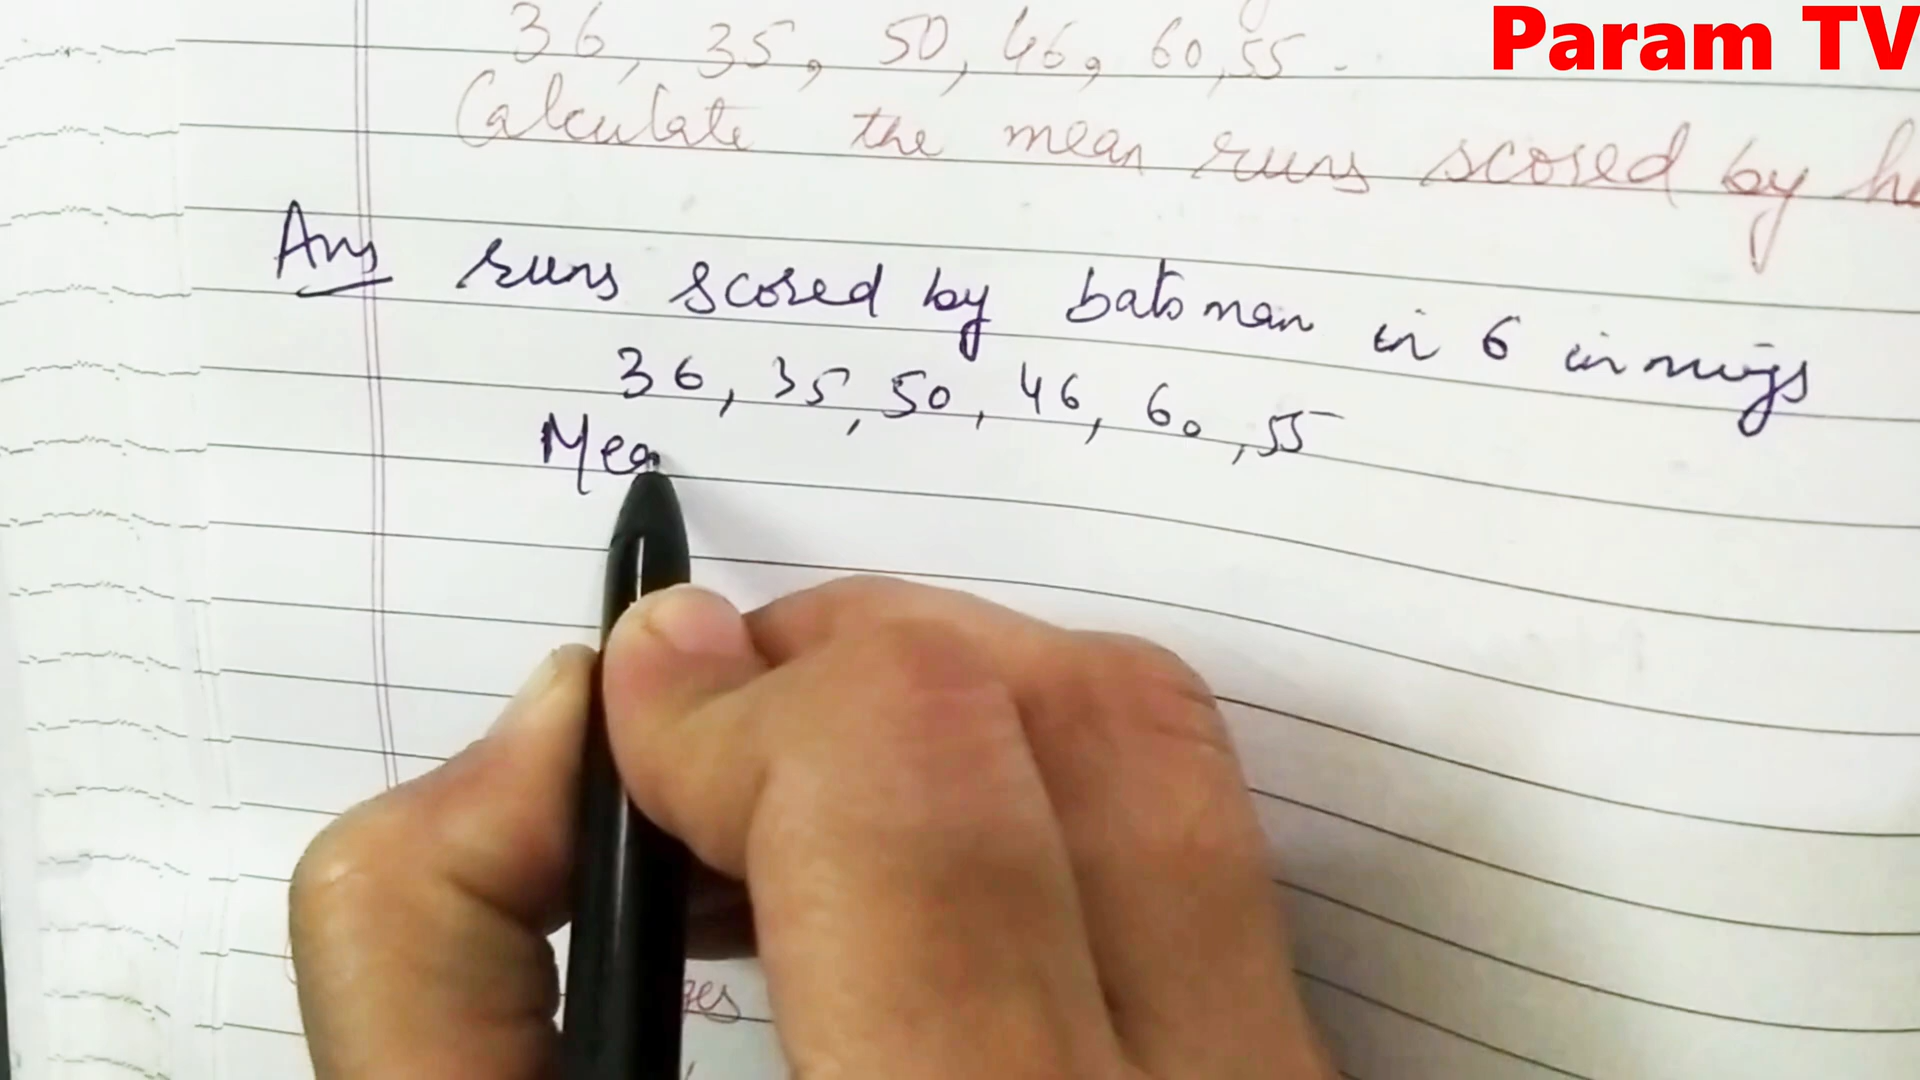 Param TV
36, 35, 50, 46, 60, 55.
Calculate the mean runs scored by
Ans runs scored by batsman in 6 innings
36, 35, 50, 46, 60, 55
Mea